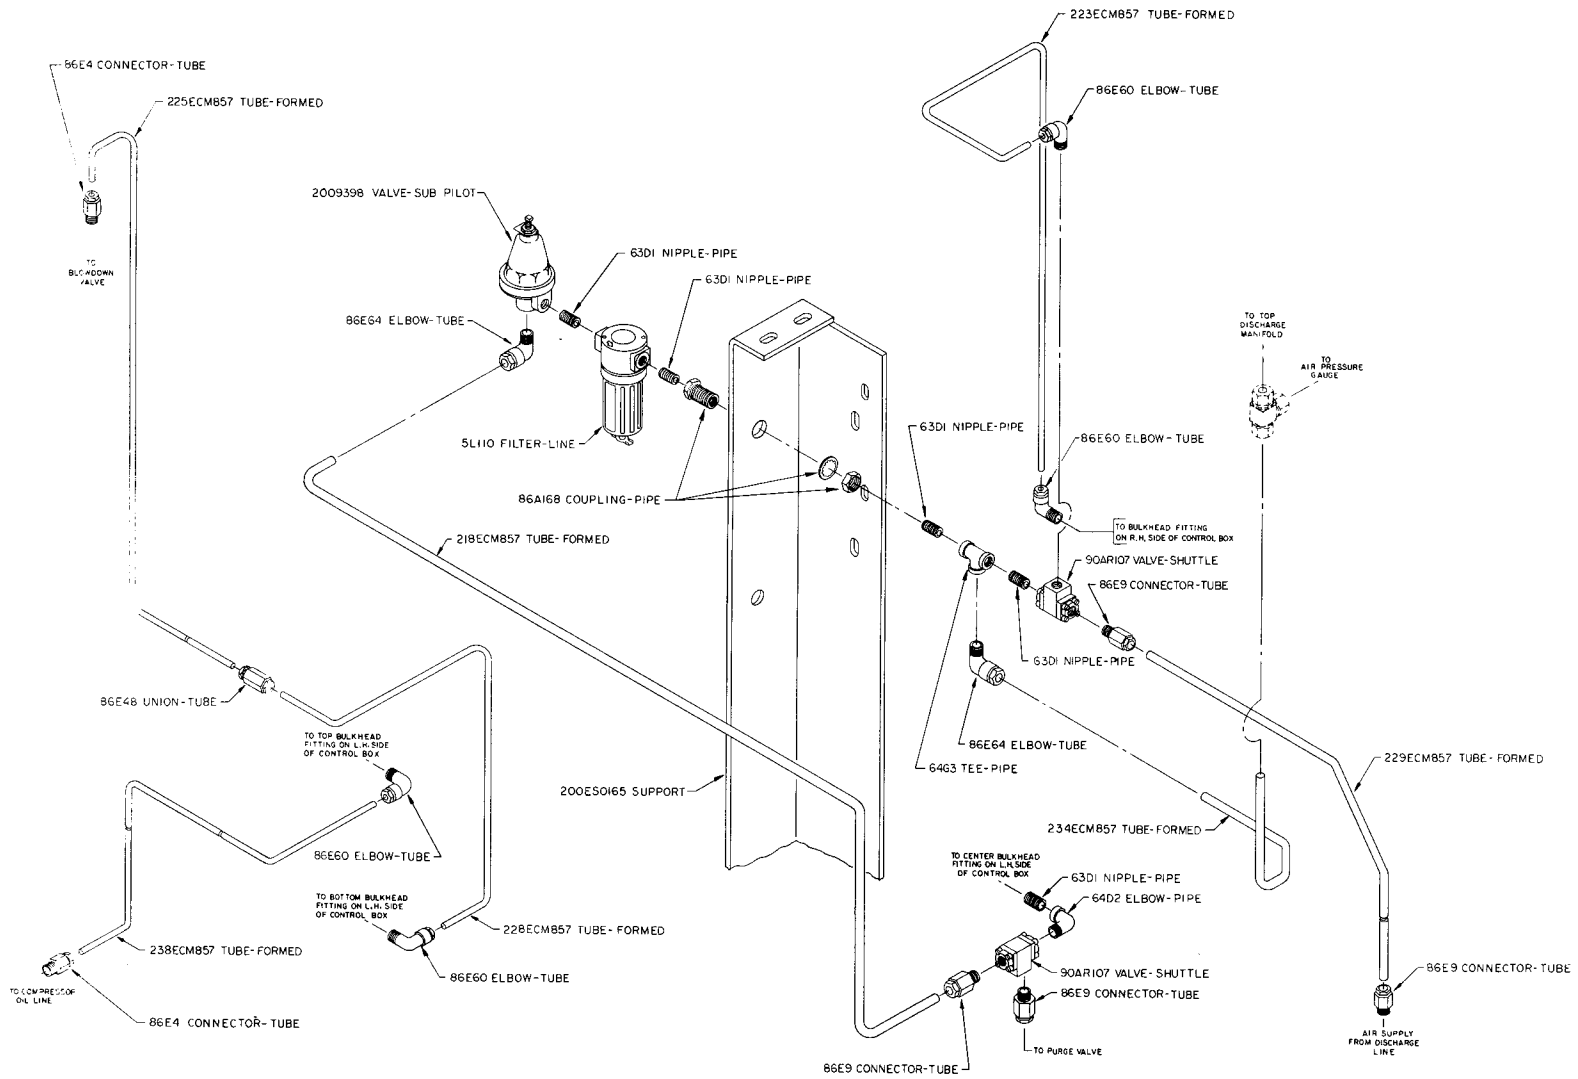 223ECM857 TUBE-FORMED
86E4 CONNECTOR-TUBE
225ECM857 TUBE-FORMED
86E60 ELBOW-TUBE
2009398 VALVE-SUB PILOT
TO
BLOWDOWN
VALVE
63D1 NIPPLE-PIPE
63D1 NIPPLE-PIPE
86E64 ELBOW-TUBE
TO TOP
DISCHARGE
MANIFOLD
TO
AIR PRESSURE
GAUGE
5L110 FILTER-LINE
63D1 NIPPLE-PIPE
86E60 ELBOW-TUBE
86A168 COUPLING-PIPE
TO BULKHEAD FITTING
ON R.H. SIDE OF CONTROL BOX
218ECM857 TUBE-FORMED
90AR107 VALVE-SHUTTLE
86E9 CONNECTOR-TUBE
63D1 NIPPLE-PIPE
86E48 UNION-TUBE
TO TOP BULKHEAD
FITTING ON L.H. SIDE
OF CONTROL BOX
86E64 ELBOW-TUBE
64G3 TEE-PIPE
229ECM857 TUBE-FORMED
200ESO165 SUPPORT
234ECM857 TUBE-FORMED
86E60 ELBOW-TUBE
TO CENTER BULKHEAD
FITTING ON L.H. SIDE
OF CONTROL BOX
63D1 NIPPLE-PIPE
64D2 ELBOW-PIPE
TO BOTTOM BULKHEAD
FITTING ON L.H. SIDE
OF CONTROL BOX
228ECM857 TUBE-FORMED
238ECM857 TUBE-FORMED
86E60 ELBOW-TUBE
90AR107 VALVE-SHUTTLE
86E9 CONNECTOR-TUBE
86E9 CONNECTOR-TUBE
TO COMPRESSOR
OIL LINE
86E4 CONNECTOR-TUBE
TO PURGE VALVE
AIR SUPPLY
FROM DISCHARGE
LINE
86E9 CONNECTOR-TUBE